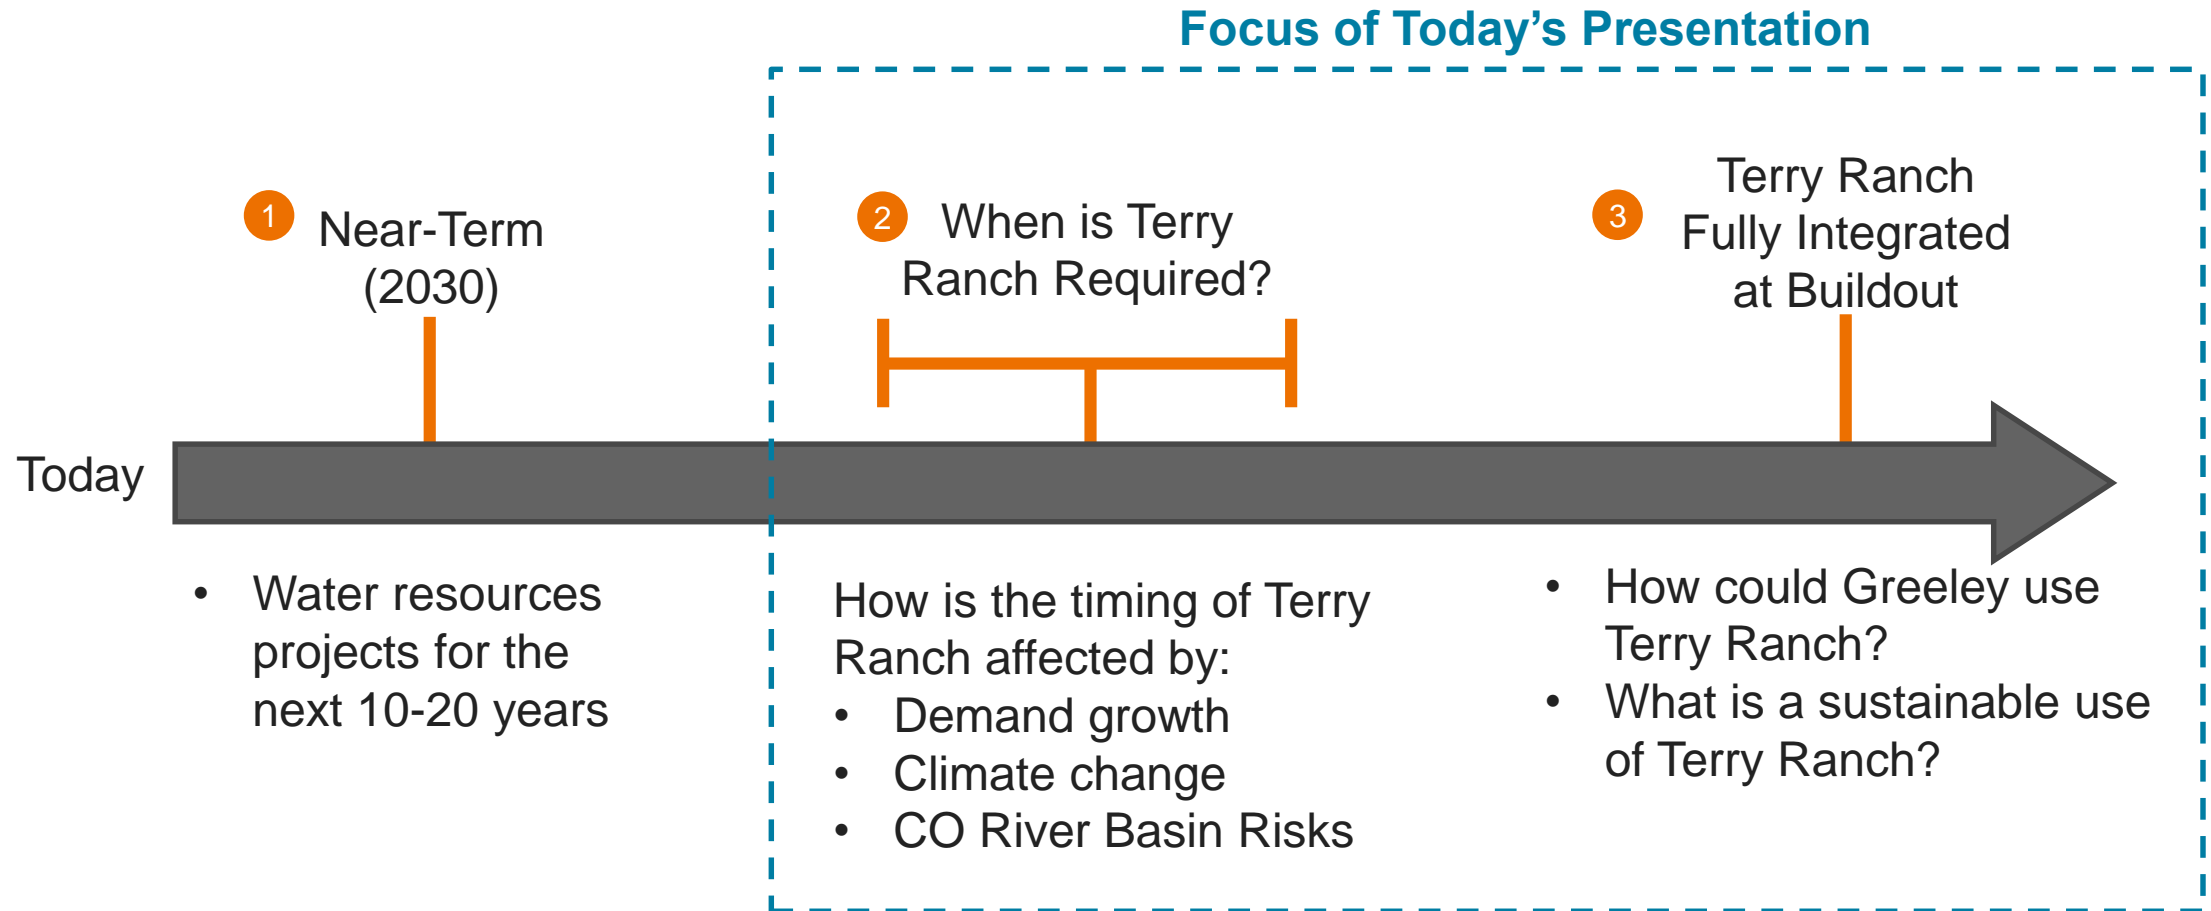 Focus of Today’s Presentation
1
Near-Term
(2030)
2
When is Terry
Ranch Required?
3
Terry Ranch
Fully Integrated
at Buildout
Today
• Water resources
projects for the
next 10-20 years
How is the timing of Terry
Ranch affected by:
• Demand growth
• Climate change
• CO River Basin Risks
• How could Greeley use
Terry Ranch?
• What is a sustainable use
of Terry Ranch?